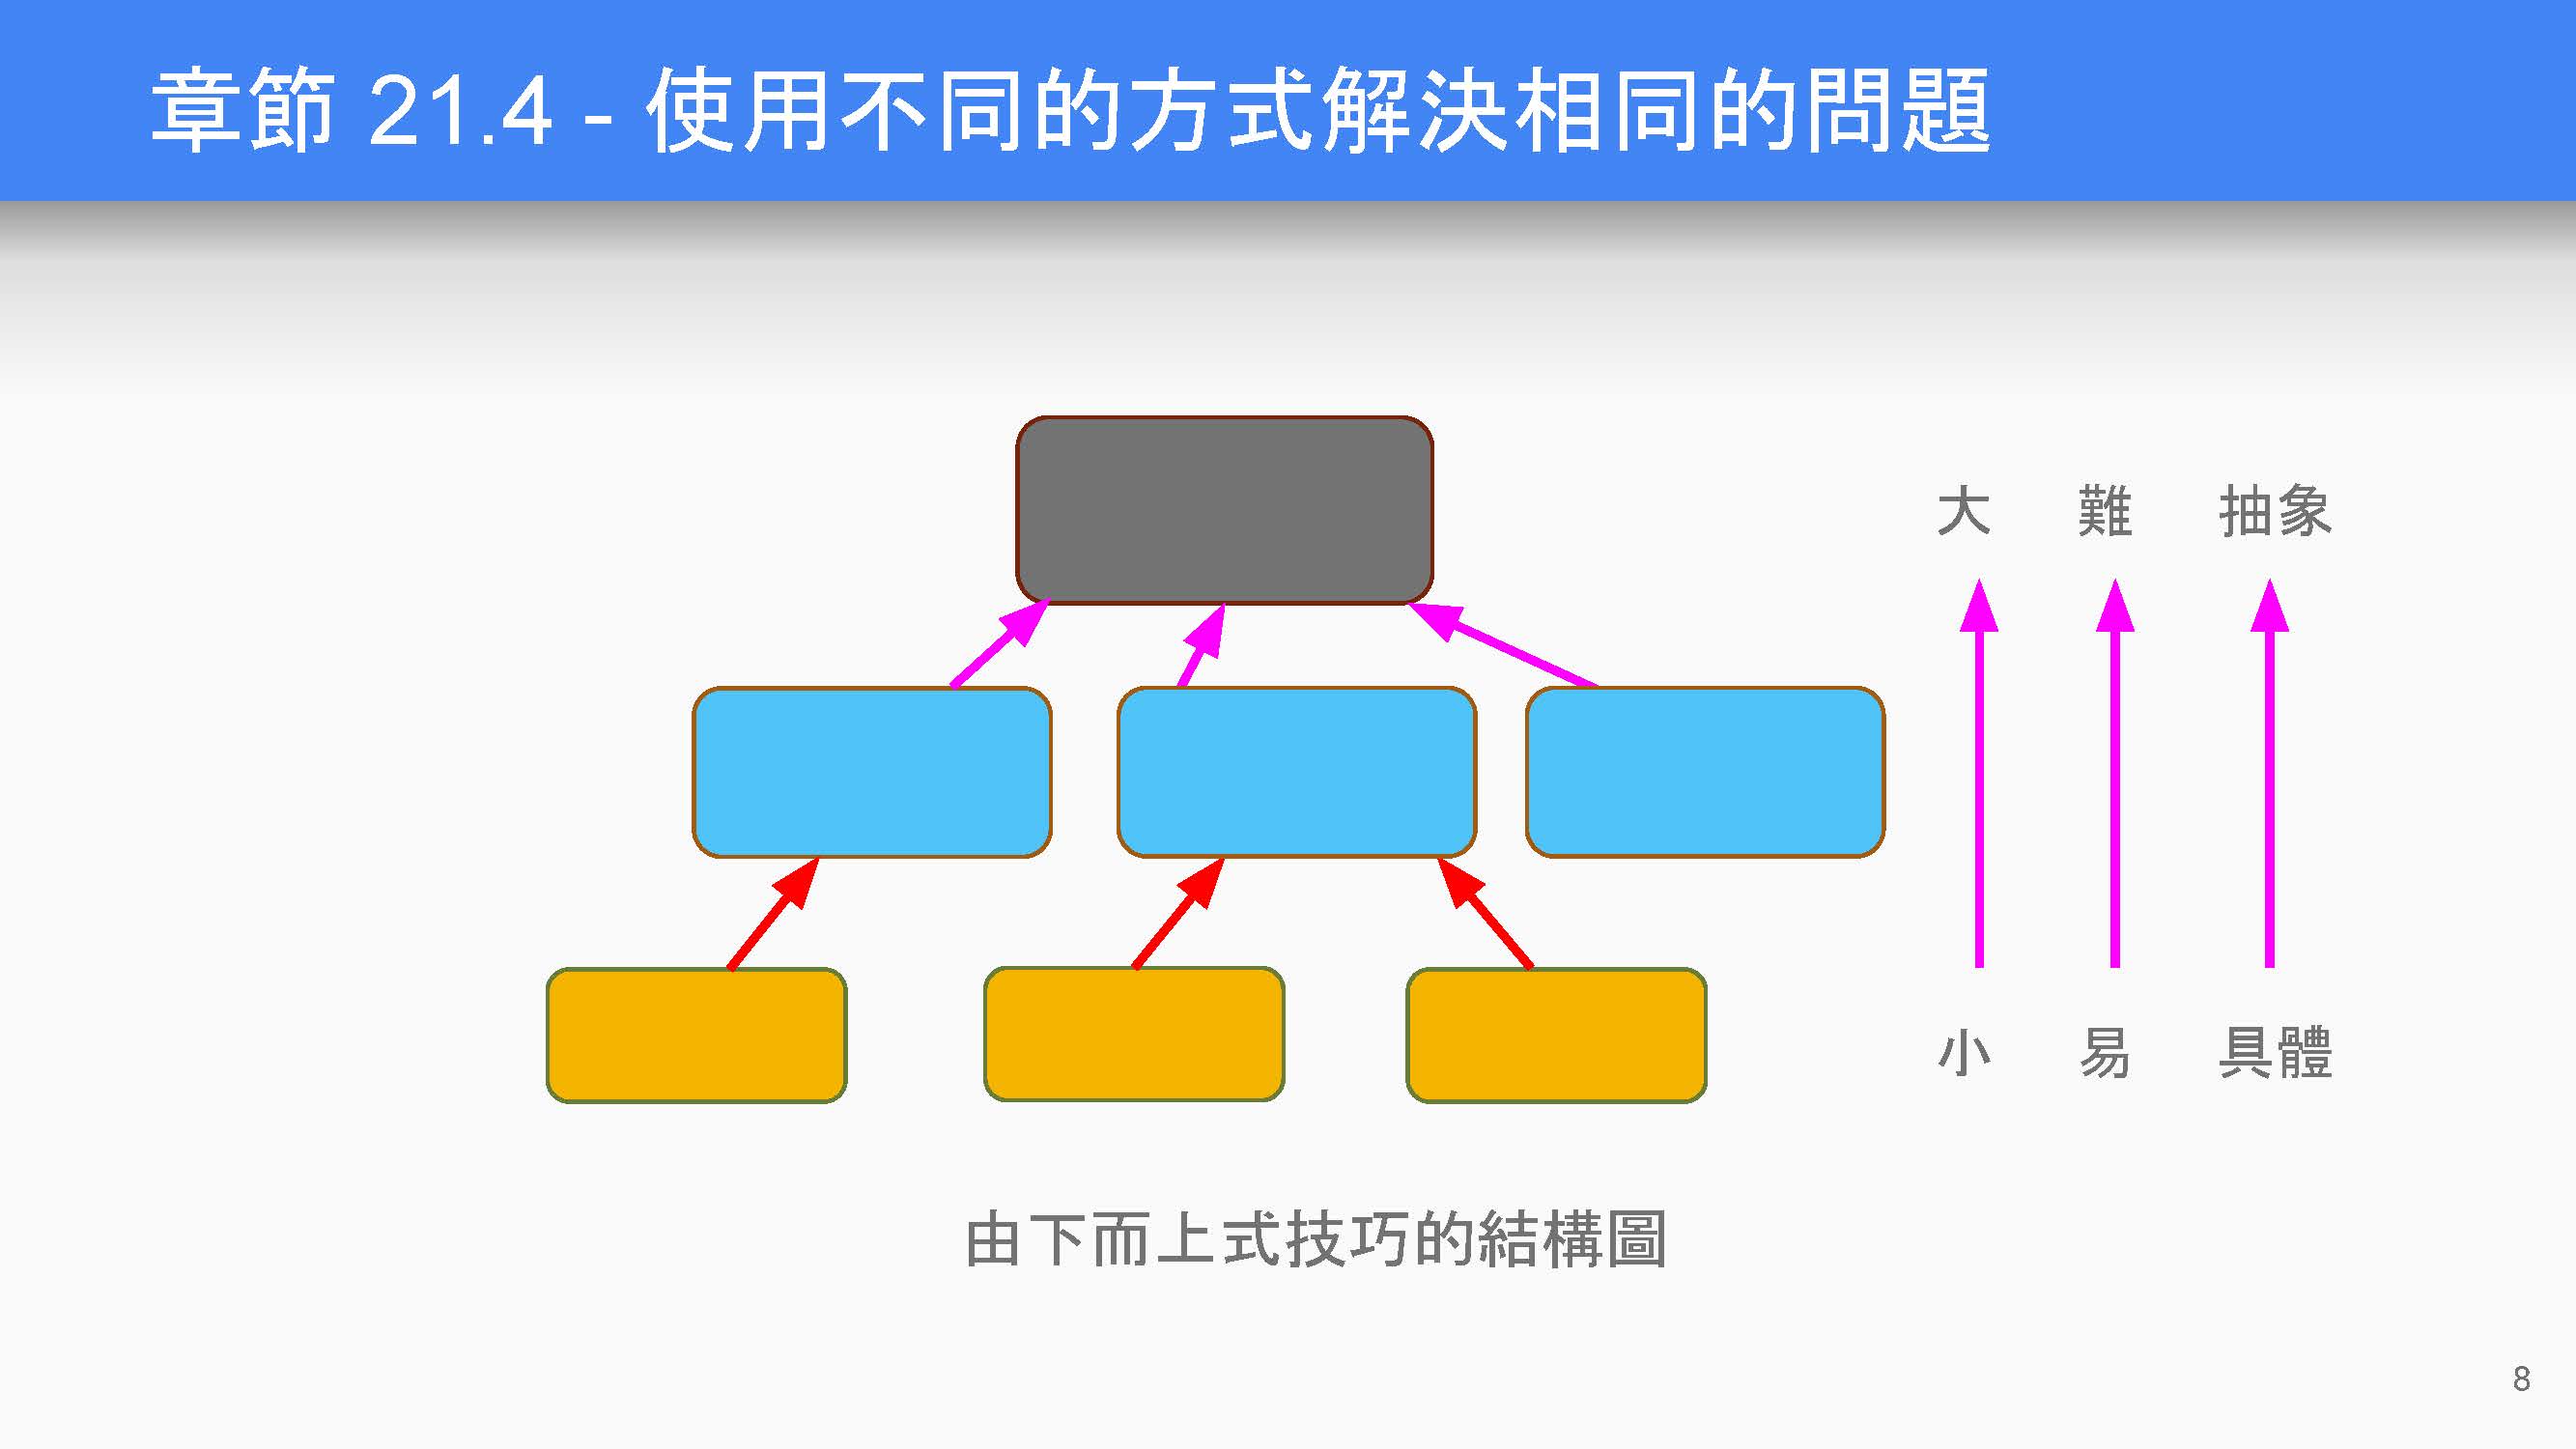 章節 21.4 - 使用不同的方式解決相同的問題
大 難 抽象
小 易 具體
由下而上式技巧的結構圖
8